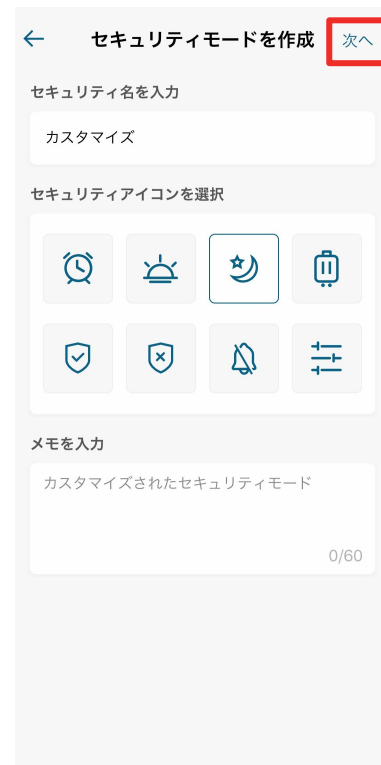 セキュリティモードを作成 次へ
セキュリティ名を入力
カスタマイズ
セキュリティアイコンを選択
メモを入力
カスタマイズされたセキュリティモード
0/60